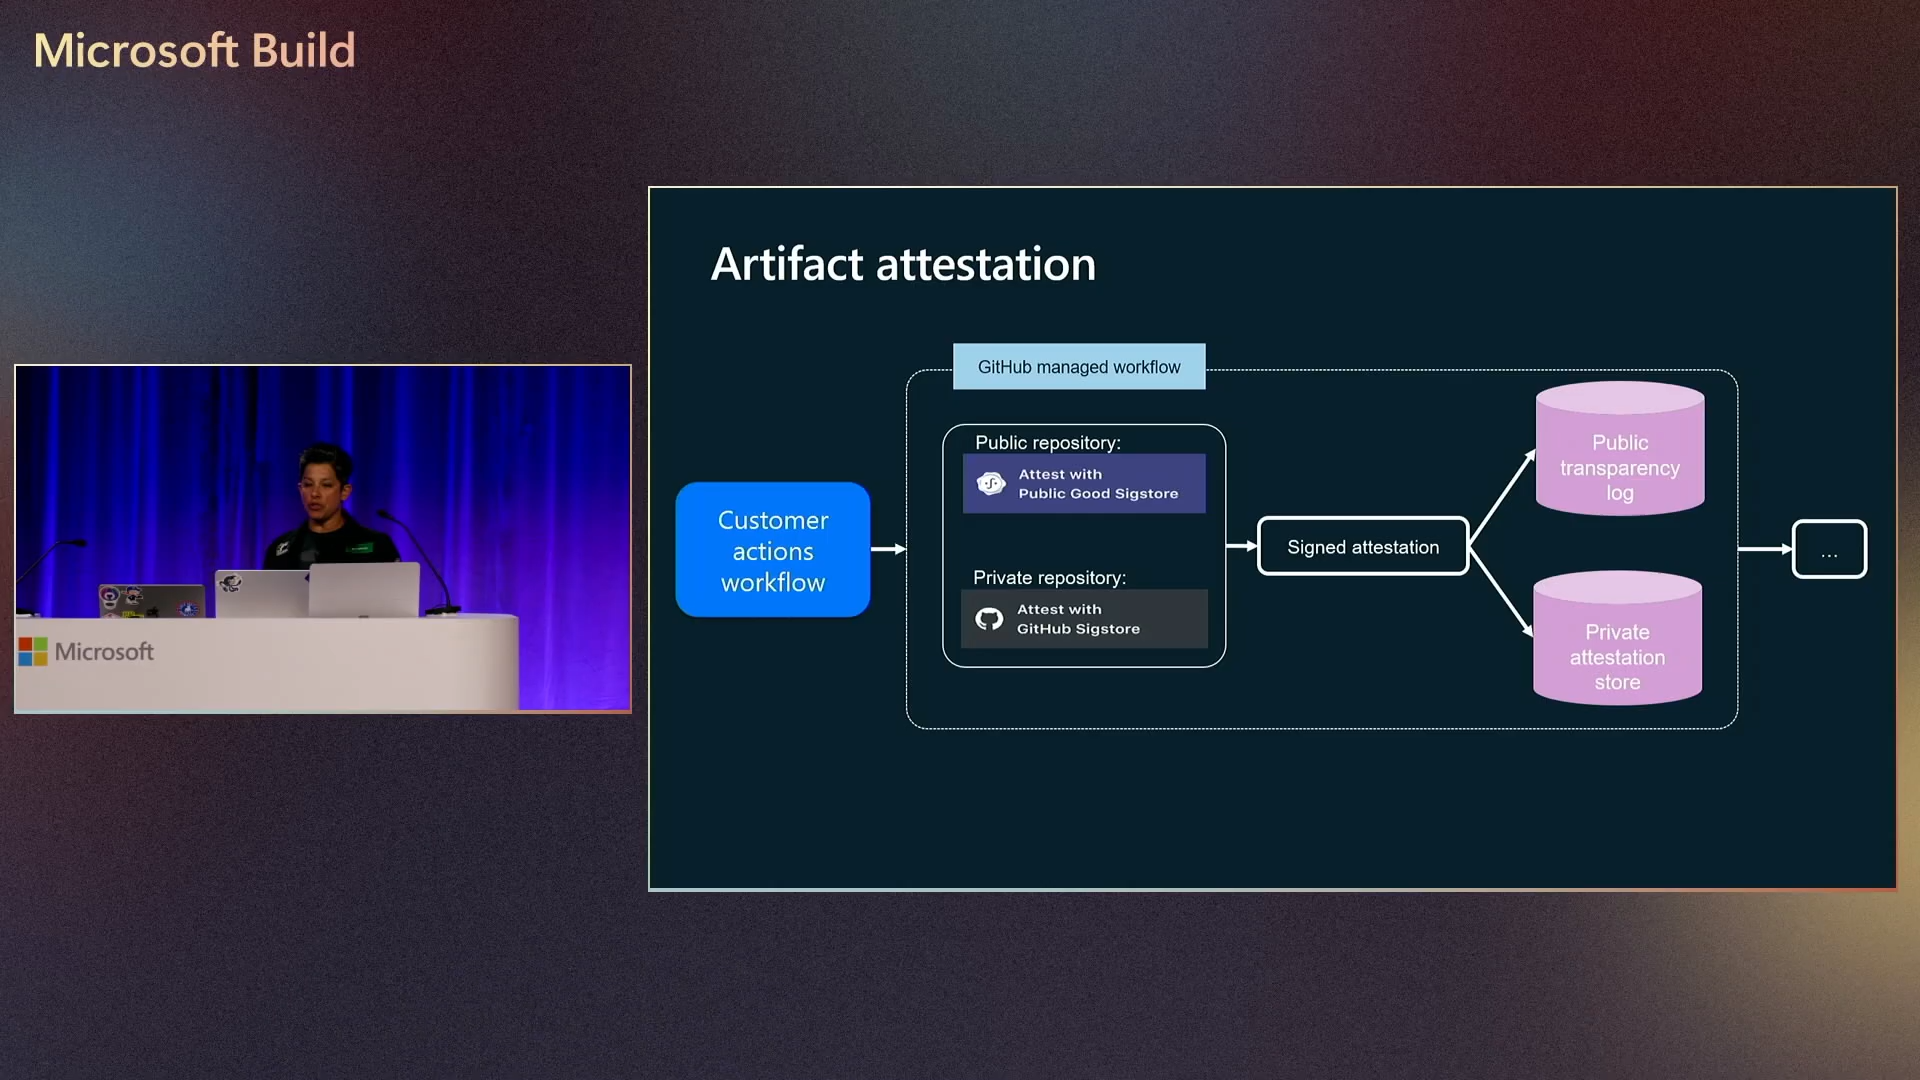 Microsoft Build
Artifact attestation
GitHub managed workflow
Customer
actions
workflow
Public repository:
Attest with
Public Good Sigstore
Private repository:
Attest with
GitHub Sigstore
Signed attestation
Public
transparency
log
Private
attestation
store
...
Microsoft